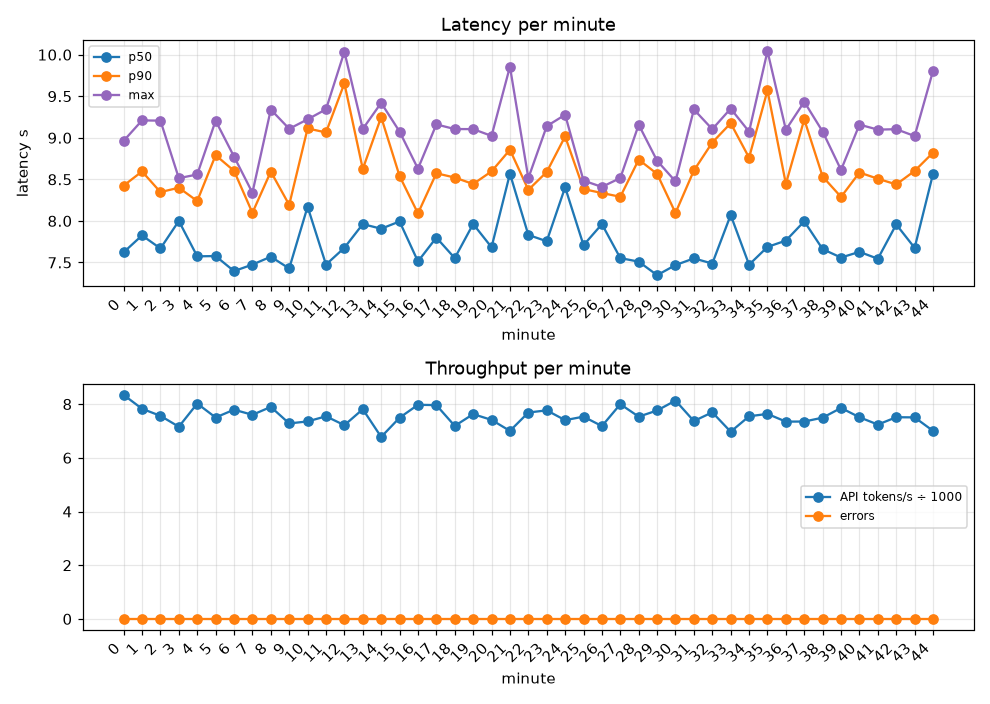 Latency per minute
10.0
9.5
9.0
8.5
8.0
7.5
latency s
p50
p90
max
0 1 2 3 4 5 6 7 8 9 10 11 12 13 14 15 16 17 18 19 20 21 22 23 24 25 26 27 28 29 30 31 32 33 34 35 36 37 38 39 40 41 42 43 44
minute
Throughput per minute
8
6
4
2
0
API tokens/s ÷ 1000
errors
0 1 2 3 4 5 6 7 8 9 10 11 12 13 14 15 16 17 18 19 20 21 22 23 24 25 26 27 28 29 30 31 32 33 34 35 36 37 38 39 40 41 42 43 44
minute